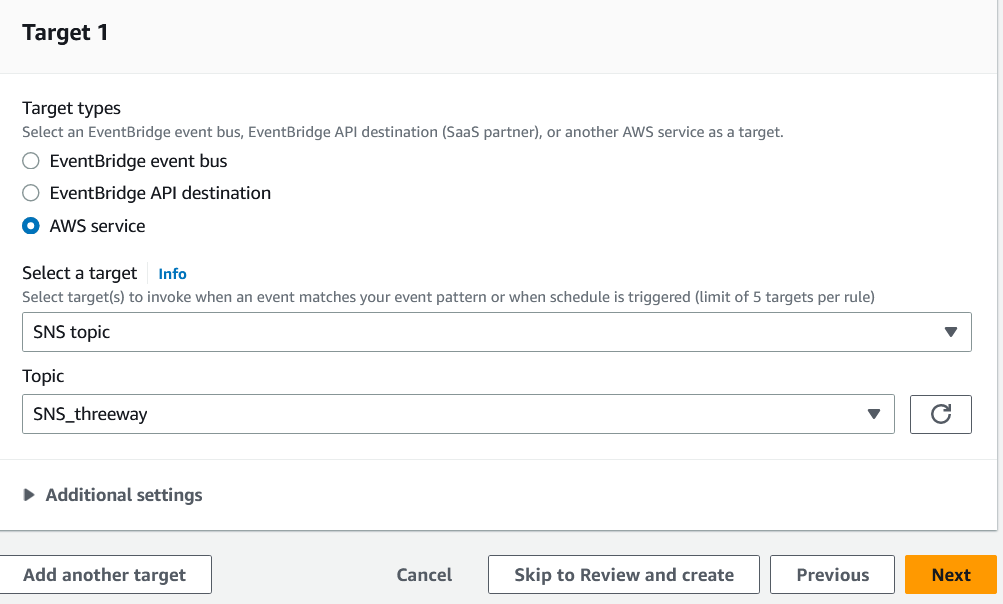 Target 1
Target types
Select an EventBridge event bus, EventBridge API destination (SaaS partner), or another AWS service as a target.
EventBridge event bus
EventBridge API destination
AWS service
Select a target Info
Select target(s) to invoke when an event matches your event pattern or when schedule is triggered (limit of 5 targets per rule)
SNS topic
Topic
SNS_threeway
Additional settings
Add another target Cancel Skip to Review and create Previous Next